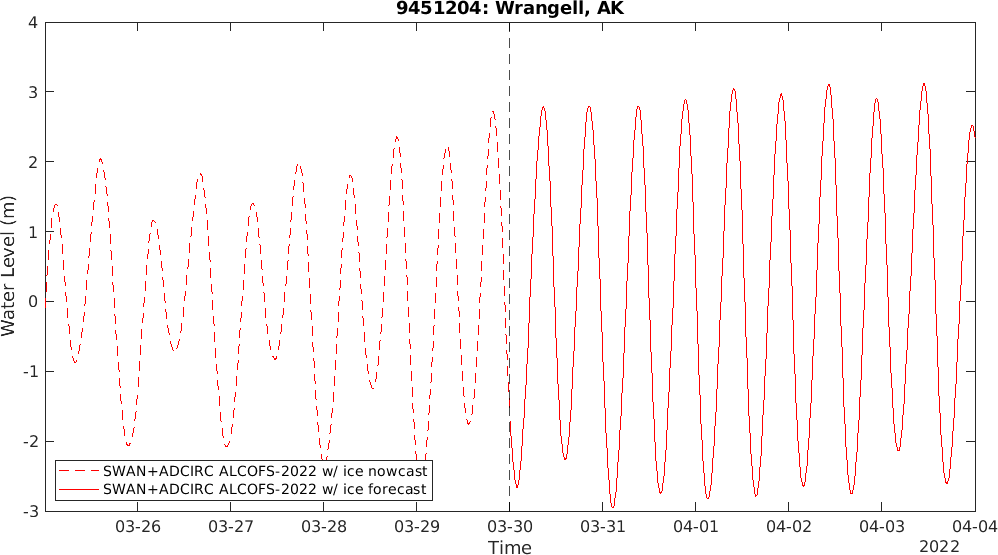 9451204: Wrangell, AK
Water Level (m)
4
3
2
1
0
-1
-2
-3
SWAN+ADCIRC ALCOFS-2022 w/ ice nowcast
SWAN+ADCIRC ALCOFS-2022 w/ ice forecast
03-26 03-27 03-28 03-29 03-30 03-31 04-01 04-02 04-03 04-04
Time
2022